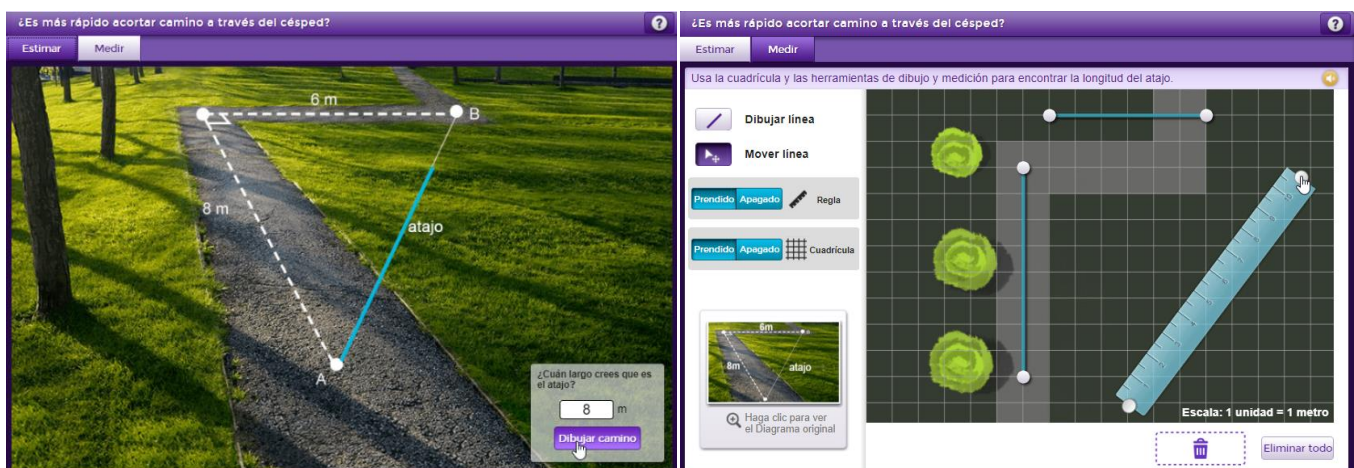 ¿Es más rápido acortar camino a través del césped?
?
Estimar
Medir
6 m
B
8 m
atajo
A
¿Cuán largo crees que es
el atajo?
8 m
Dibujar camino
¿Es más rápido acortar camino a través del césped?
?
Estimar
Medir
Usa la cuadrícula y las herramientas de dibujo y medición para encontrar la longitud del atajo.
Dibujar línea
Mover línea
Prendido Apagado Regla
Prendido Apagado Cuadrícula
6m
8m
atajo
Haga clic para ver
el Diagrama original
Escala: 1 unidad = 1 metro
Eliminar todo